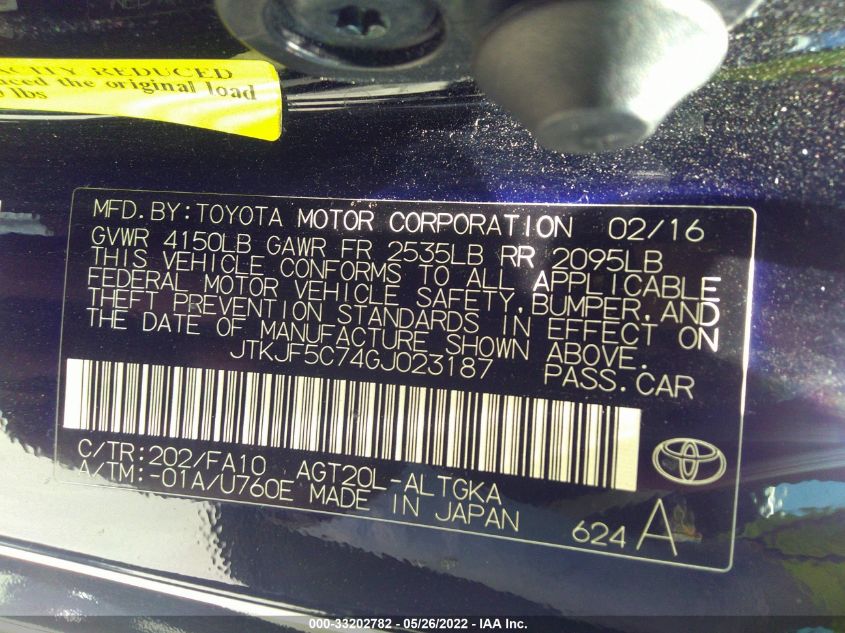 REDUCED
the original load
lbs
MFD.BY:TOYOTA MOTOR CORPORATION 02/16
GVWR 4150LB GAWR FR 2535LB RR 2095LB
THIS VEHICLE CONFORMS TO ALL APPLICABLE
FEDERAL MOTOR VEHICLE SAFETY,BUMPER,AND
THEFT PREVENTION STANDARDS IN EFFECT ON
THE DATE OF MANUFACTURE SHOWN ABOVE.
JTKJF5C74GJ023187 PASS.CAR
C/TR:202/FA10 AGT20L-ALTGKA
A/TM:-01A/U760E MADE IN JAPAN
624 A
000-33202782 - 05/26/2022 - IAA Inc.